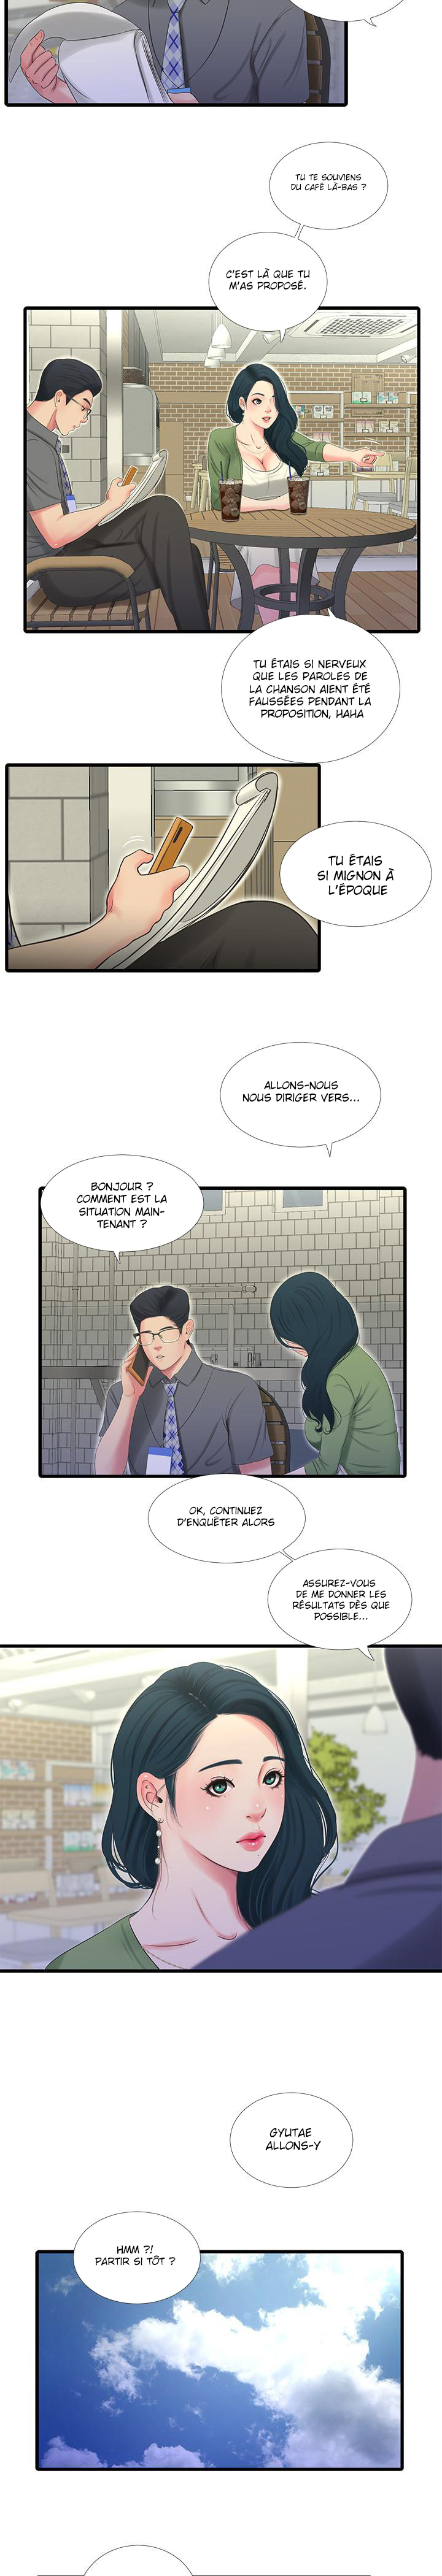 TU TE SOUVIENS
DU CAFÉ LÀ-BAS ?
C'EST LÀ QUE TU
M'AS PROPOSÉ.
TU ÉTAIS SI NERVEUX
QUE LES PAROLES DE
LA CHANSON AIENT ÉTÉ
FAUSSÉES PENDANT LA
PROPOSITION, HAHA
TU ÉTAIS
SI MIGNON À
L'ÉPOQUE
ALLONS-NOUS
NOUS DIRIGER VERS...
BONJOUR ?
COMMENT EST LA
SITUATION MAIN-
TENANT ?
OK, CONTINUEZ
D'ENQUÊTER ALORS
ASSUREZ-VOUS
DE ME DONNER LES
RÉSULTATS DÈS QUE
POSSIBLE...
GYUTAE
ALLONS-Y
HMM ?!
PARTIR SI TÔT ?